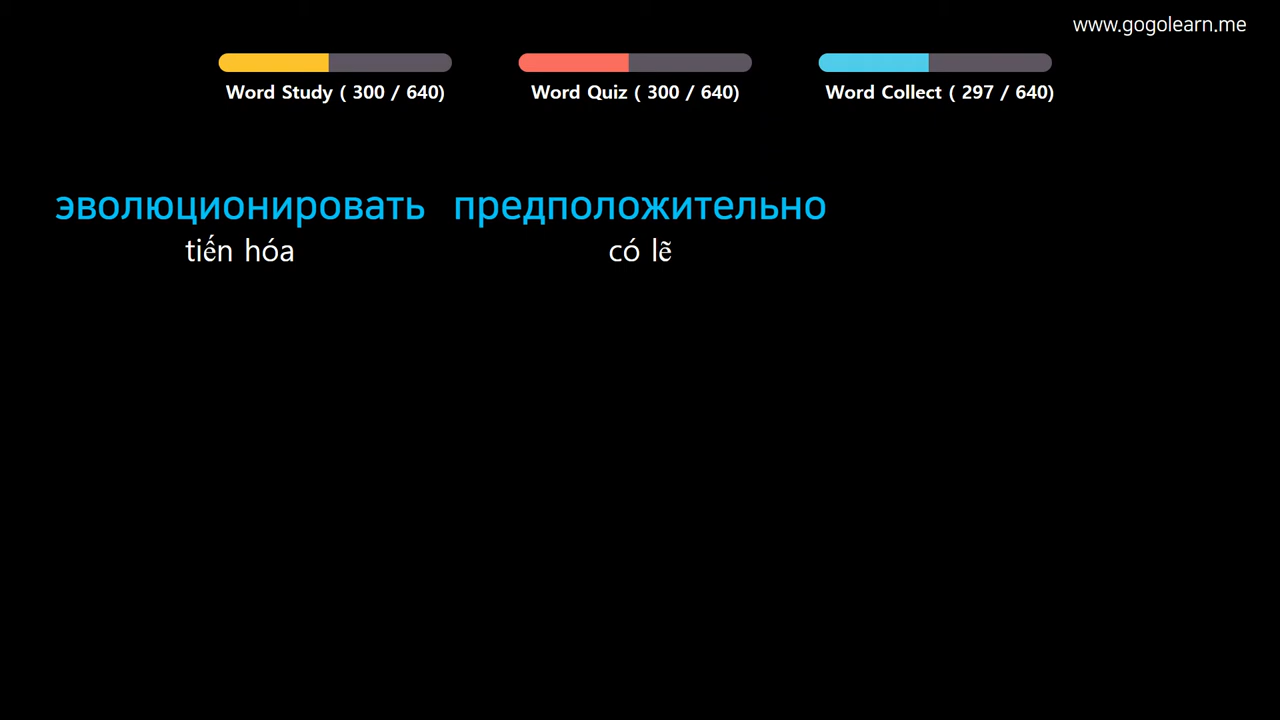 www.gogolearn.me
Word Study ( 300 / 640)
Word Quiz ( 300 / 640)
Word Collect ( 297 / 640)
эволюционировать
предположительно
tiến hóa
có lẽ